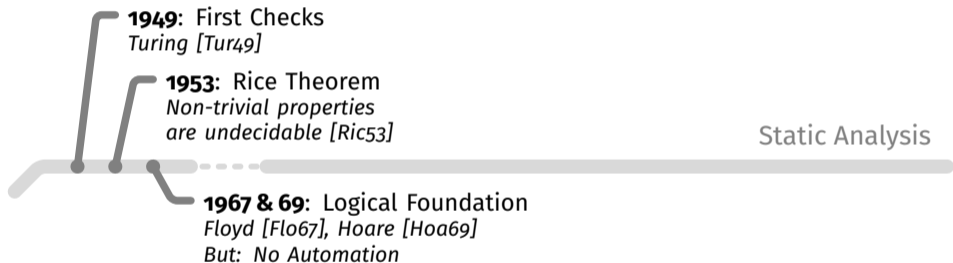 1949: First Checks
Turing [Tur49]
1953: Rice Theorem
Non-trivial properties
are undecidable [Ric53]
Static Analysis
1967 & 69: Logical Foundation
Floyd [Flo67], Hoare [Hoa69]
But: No Automation